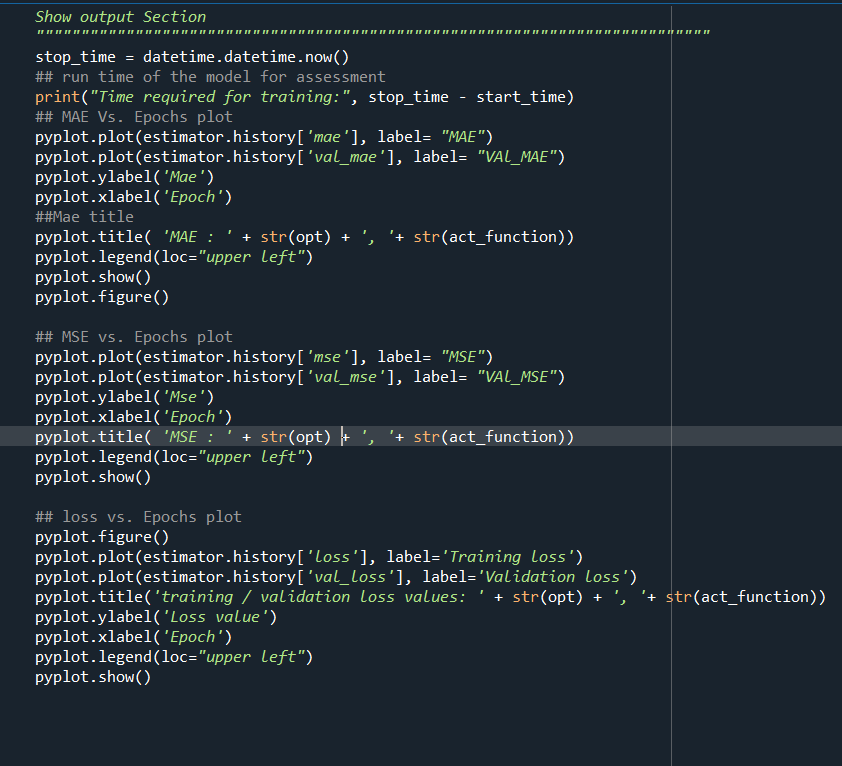 Show output Section
"""""""""""""""""""""""""""""""""""""""""""""""""""""""""""""""""""""""""""
stop_time = datetime.datetime.now()
## run time of the model for assessment
print("Time required for training:", stop_time - start_time)
## MAE Vs. Epochs plot
pyplot.plot(estimator.history['mae'], label= "MAE")
pyplot.plot(estimator.history['val_mae'], label= "VAl_MAE")
pyplot.ylabel('Mae')
pyplot.xlabel('Epoch')
##Mae title
pyplot.title( 'MAE : ' + str(opt) + ', '+ str(act_function))
pyplot.legend(loc="upper left")
pyplot.show()
pyplot.figure()
## MSE vs. Epochs plot
pyplot.plot(estimator.history['mse'], label= "MSE")
pyplot.plot(estimator.history['val_mse'], label= "VAl_MSE")
pyplot.ylabel('Mse')
pyplot.xlabel('Epoch')
pyplot.title( 'MSE : ' + str(opt) + ', '+ str(act_function))
pyplot.legend(loc="upper left")
pyplot.show()
## loss vs. Epochs plot
pyplot.figure()
pyplot.plot(estimator.history['loss'], label='Training loss')
pyplot.plot(estimator.history['val_loss'], label='Validation loss')
pyplot.title('training / validation loss values: ' + str(opt) + ', '+ str(act_function))
pyplot.ylabel('Loss value')
pyplot.xlabel('Epoch')
pyplot.legend(loc="upper left")
pyplot.show()